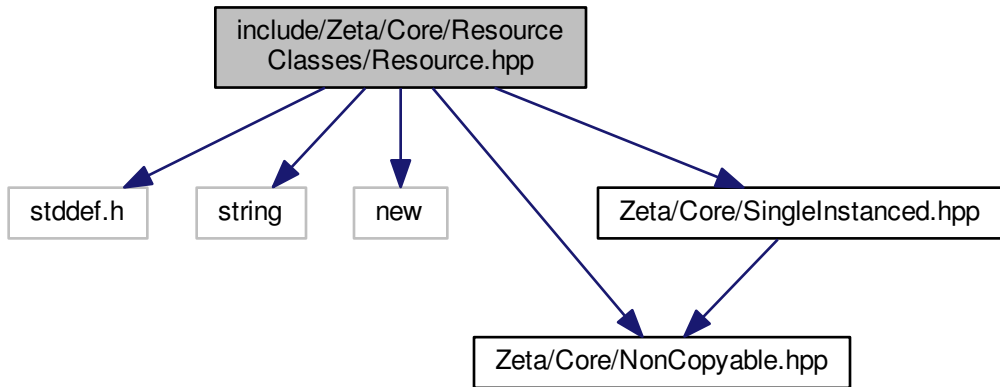 include/Zeta/Core/Resource
Classes/Resource.hpp
stddef.h
string
new
Zeta/Core/SingleInstanced.hpp
Zeta/Core/NonCopyable.hpp